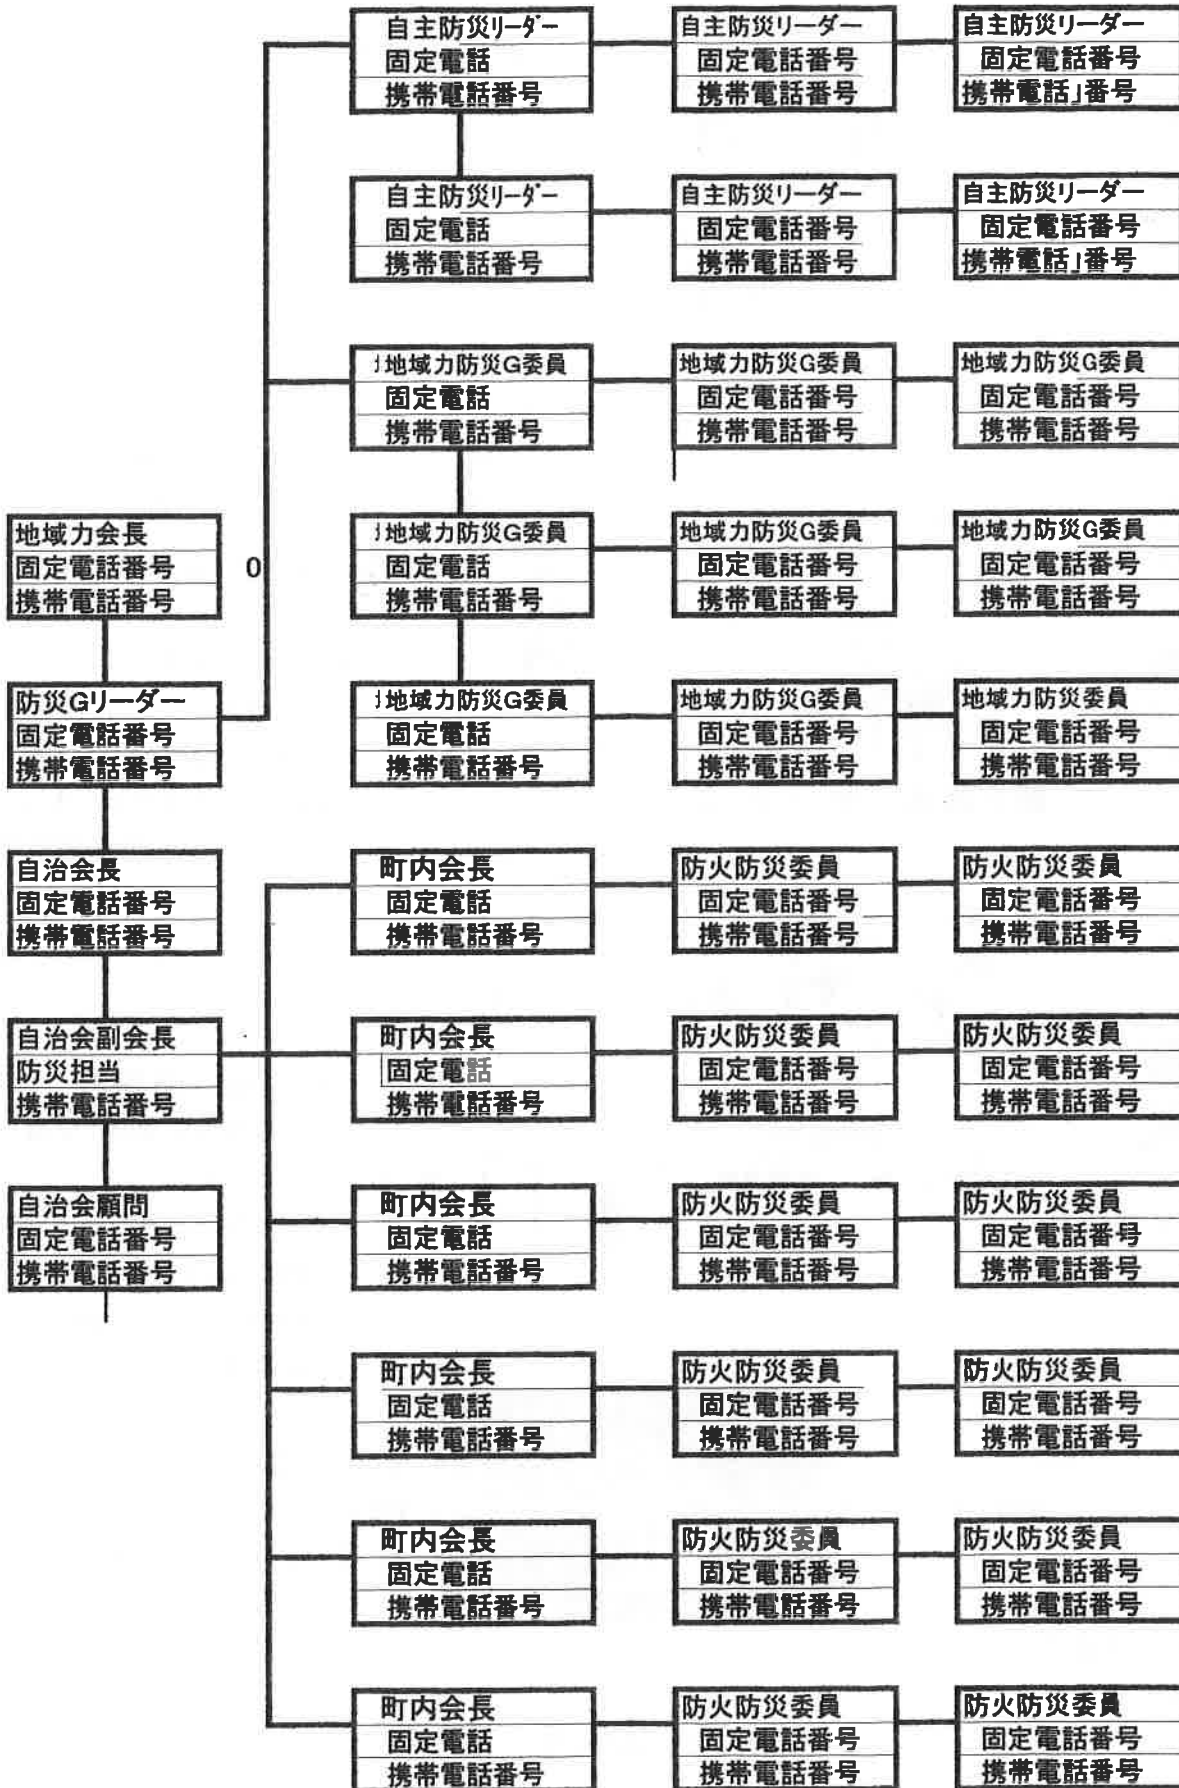 自主防災リーダー
固定電話
携帯電話番号
自主防災リーダー
固定電話番号
携帯電話番号
自主防災リーダー
固定電話番号
携帯電話」番号
自主防災リーダー
固定電話
携帯電話番号
自主防災リーダー
固定電話番号
携帯電話番号
自主防災リーダー
固定電話番号
携帯電話」番号
地域力防災G委員
固定電話
携帯電話番号
地域力防災G委員
固定電話番号
携帯電話番号
地域力防災G委員
固定電話番号
携帯電話番号
地域力会長
固定電話番号
携帯電話番号
0
地域力防災G委員
固定電話
携帯電話番号
地域力防災G委員
固定電話番号
携帯電話番号
地域力防災G委員
固定電話番号
携帯電話番号
防災Gリーダー
固定電話番号
携帯電話番号
地域力防災G委員
固定電話
携帯電話番号
地域力防災G委員
固定電話番号
携帯電話番号
地域力防災委員
固定電話番号
携帯電話番号
自治会長
固定電話番号
携帯電話番号
町内会長
固定電話
携帯電話番号
防火防災委員
固定電話番号
携帯電話番号
防火防災委員
固定電話番号
携帯電話番号
自治会副会長
防災担当
携帯電話番号
町内会長
固定電話
携帯電話番号
防火防災委員
固定電話番号
携帯電話番号
防火防災委員
固定電話番号
携帯電話番号
自治会顧問
固定電話番号
携帯電話番号
町内会長
固定電話
携帯電話番号
防火防災委員
固定電話番号
携帯電話番号
防火防災委員
固定電話番号
携帯電話番号
町内会長
固定電話
携帯電話番号
防火防災委員
固定電話番号
携帯電話番号
防火防災委員
固定電話番号
携帯電話番号
町内会長
固定電話
携帯電話番号
防火防災委員
固定電話番号
携帯電話番号
防火防災委員
固定電話番号
携帯電話番号
町内会長
固定電話
携帯電話番号
防火防災委員
固定電話番号
携帯電話番号
防火防災委員
固定電話番号
携帯電話番号